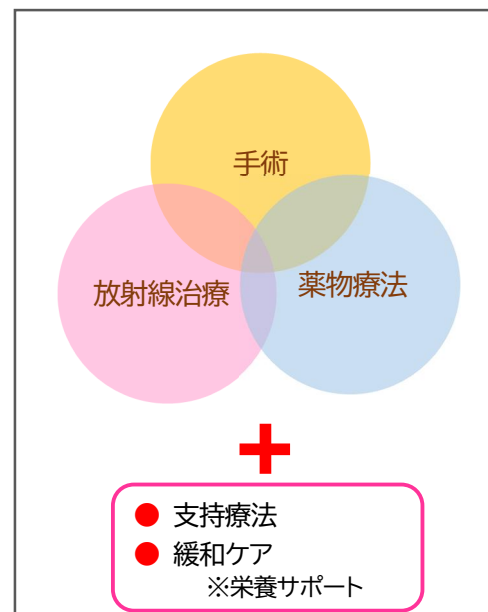 手術
放射線治療
薬物療法
+
● 支持療法
● 緩和ケア
※栄養サポート